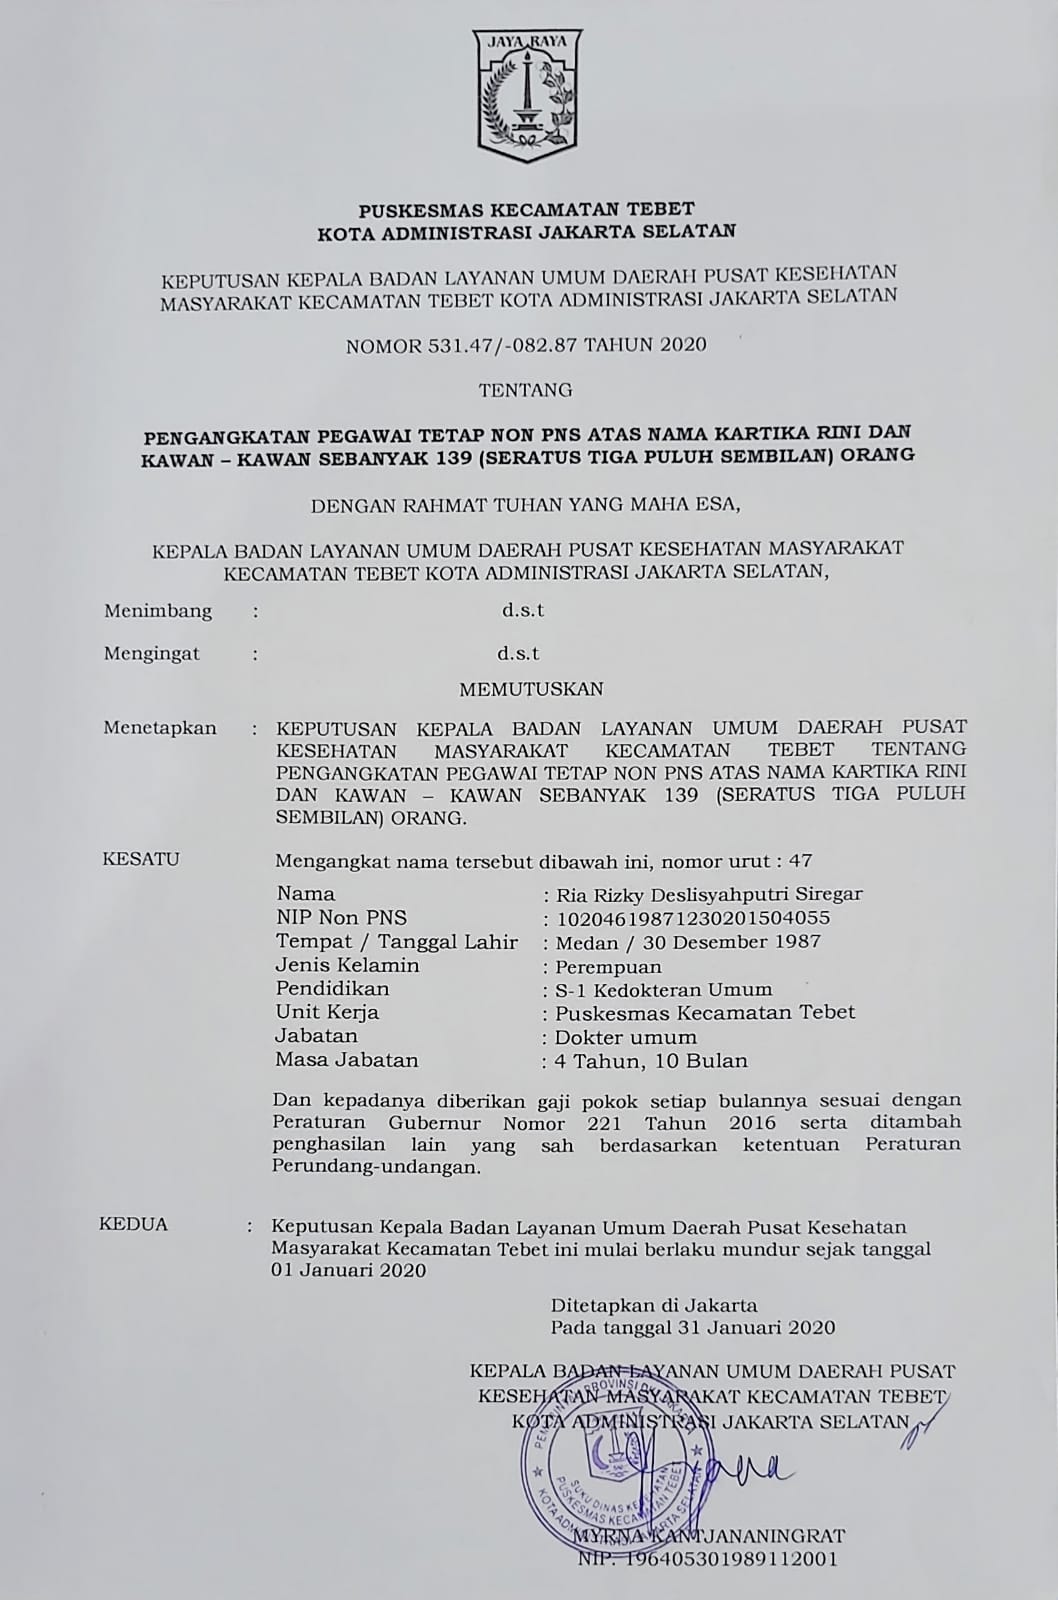 JAYA RAYA
PUSKESMAS KECAMATAN TEBET
KOTA ADMINISTRASI JAKARTA SELATAN
KEPUTUSAN KEPALA BADAN LAYANAN UMUM DAERAH PUSAT KESEHATAN
MASYARAKAT KECAMATAN TEBET KOTA ADMINISTRASI JAKARTA SELATAN
NOMOR 531.47/-082.87 TAHUN 2020
TENTANG
PENGANGKATAN PEGAWAI TETAP NON PNS ATAS NAMA KARTIKA RINI DAN
KAWAN – KAWAN SEBANYAK 139 (SERATUS TIGA PULUH SEMBILAN) ORANG
DENGAN RAHMAT TUHAN YANG MAHA ESA,
KEPALA BADAN LAYANAN UMUM DAERAH PUSAT KESEHATAN MASYARAKAT
KECAMATAN TEBET KOTA ADMINISTRASI JAKARTA SELATAN,
Menimbang : d.s.t
Mengingat : d.s.t
MEMUTUSKAN
Menetapkan : KEPUTUSAN KEPALA BADAN LAYANAN UMUM DAERAH PUSAT
KESEHATAN MASYARAKAT KECAMATAN TEBET TENTANG
PENGANGKATAN PEGAWAI TETAP NON PNS ATAS NAMA KARTIKA RINI
DAN KAWAN – KAWAN SEBANYAK 139 (SERATUS TIGA PULUH
SEMBILAN) ORANG.
KESATU Mengangkat nama tersebut dibawah ini, nomor urut : 47
Nama : Ria Rizky Deslisyahputri Siregar
NIP Non PNS : 10204619871230201504055
Tempat / Tanggal Lahir : Medan / 30 Desember 1987
Jenis Kelamin : Perempuan
Pendidikan : S-1 Kedokteran Umum
Unit Kerja : Puskesmas Kecamatan Tebet
Jabatan : Dokter umum
Masa Jabatan : 4 Tahun, 10 Bulan
Dan kepadanya diberikan gaji pokok setiap bulannya sesuai dengan
Peraturan Gubernur Nomor 221 Tahun 2016 serta ditambah
penghasilan lain yang sah berdasarkan ketentuan Peraturan
Perundang-undangan.
KEDUA : Keputusan Kepala Badan Layanan Umum Daerah Pusat Kesehatan
Masyarakat Kecamatan Tebet ini mulai berlaku mundur sejak tanggal
01 Januari 2020
Ditetapkan di Jakarta
Pada tanggal 31 Januari 2020
KEPALA BADAN LAYANAN UMUM DAERAH PUSAT
KESEHATAN MASYARAKAT KECAMATAN TEBET
KOTA ADMINISTRASI JAKARTA SELATAN
PEMERINTAH PROVINSI DKI JAKARTA
SUKU DINAS KESEHATAN
PUSKESMAS KECAMATAN TEBET
KOTA ADMINISTRASI JAKARTA SELATAN
MYRNA KANTJANANINGRAT
NIP. 196405301989112001